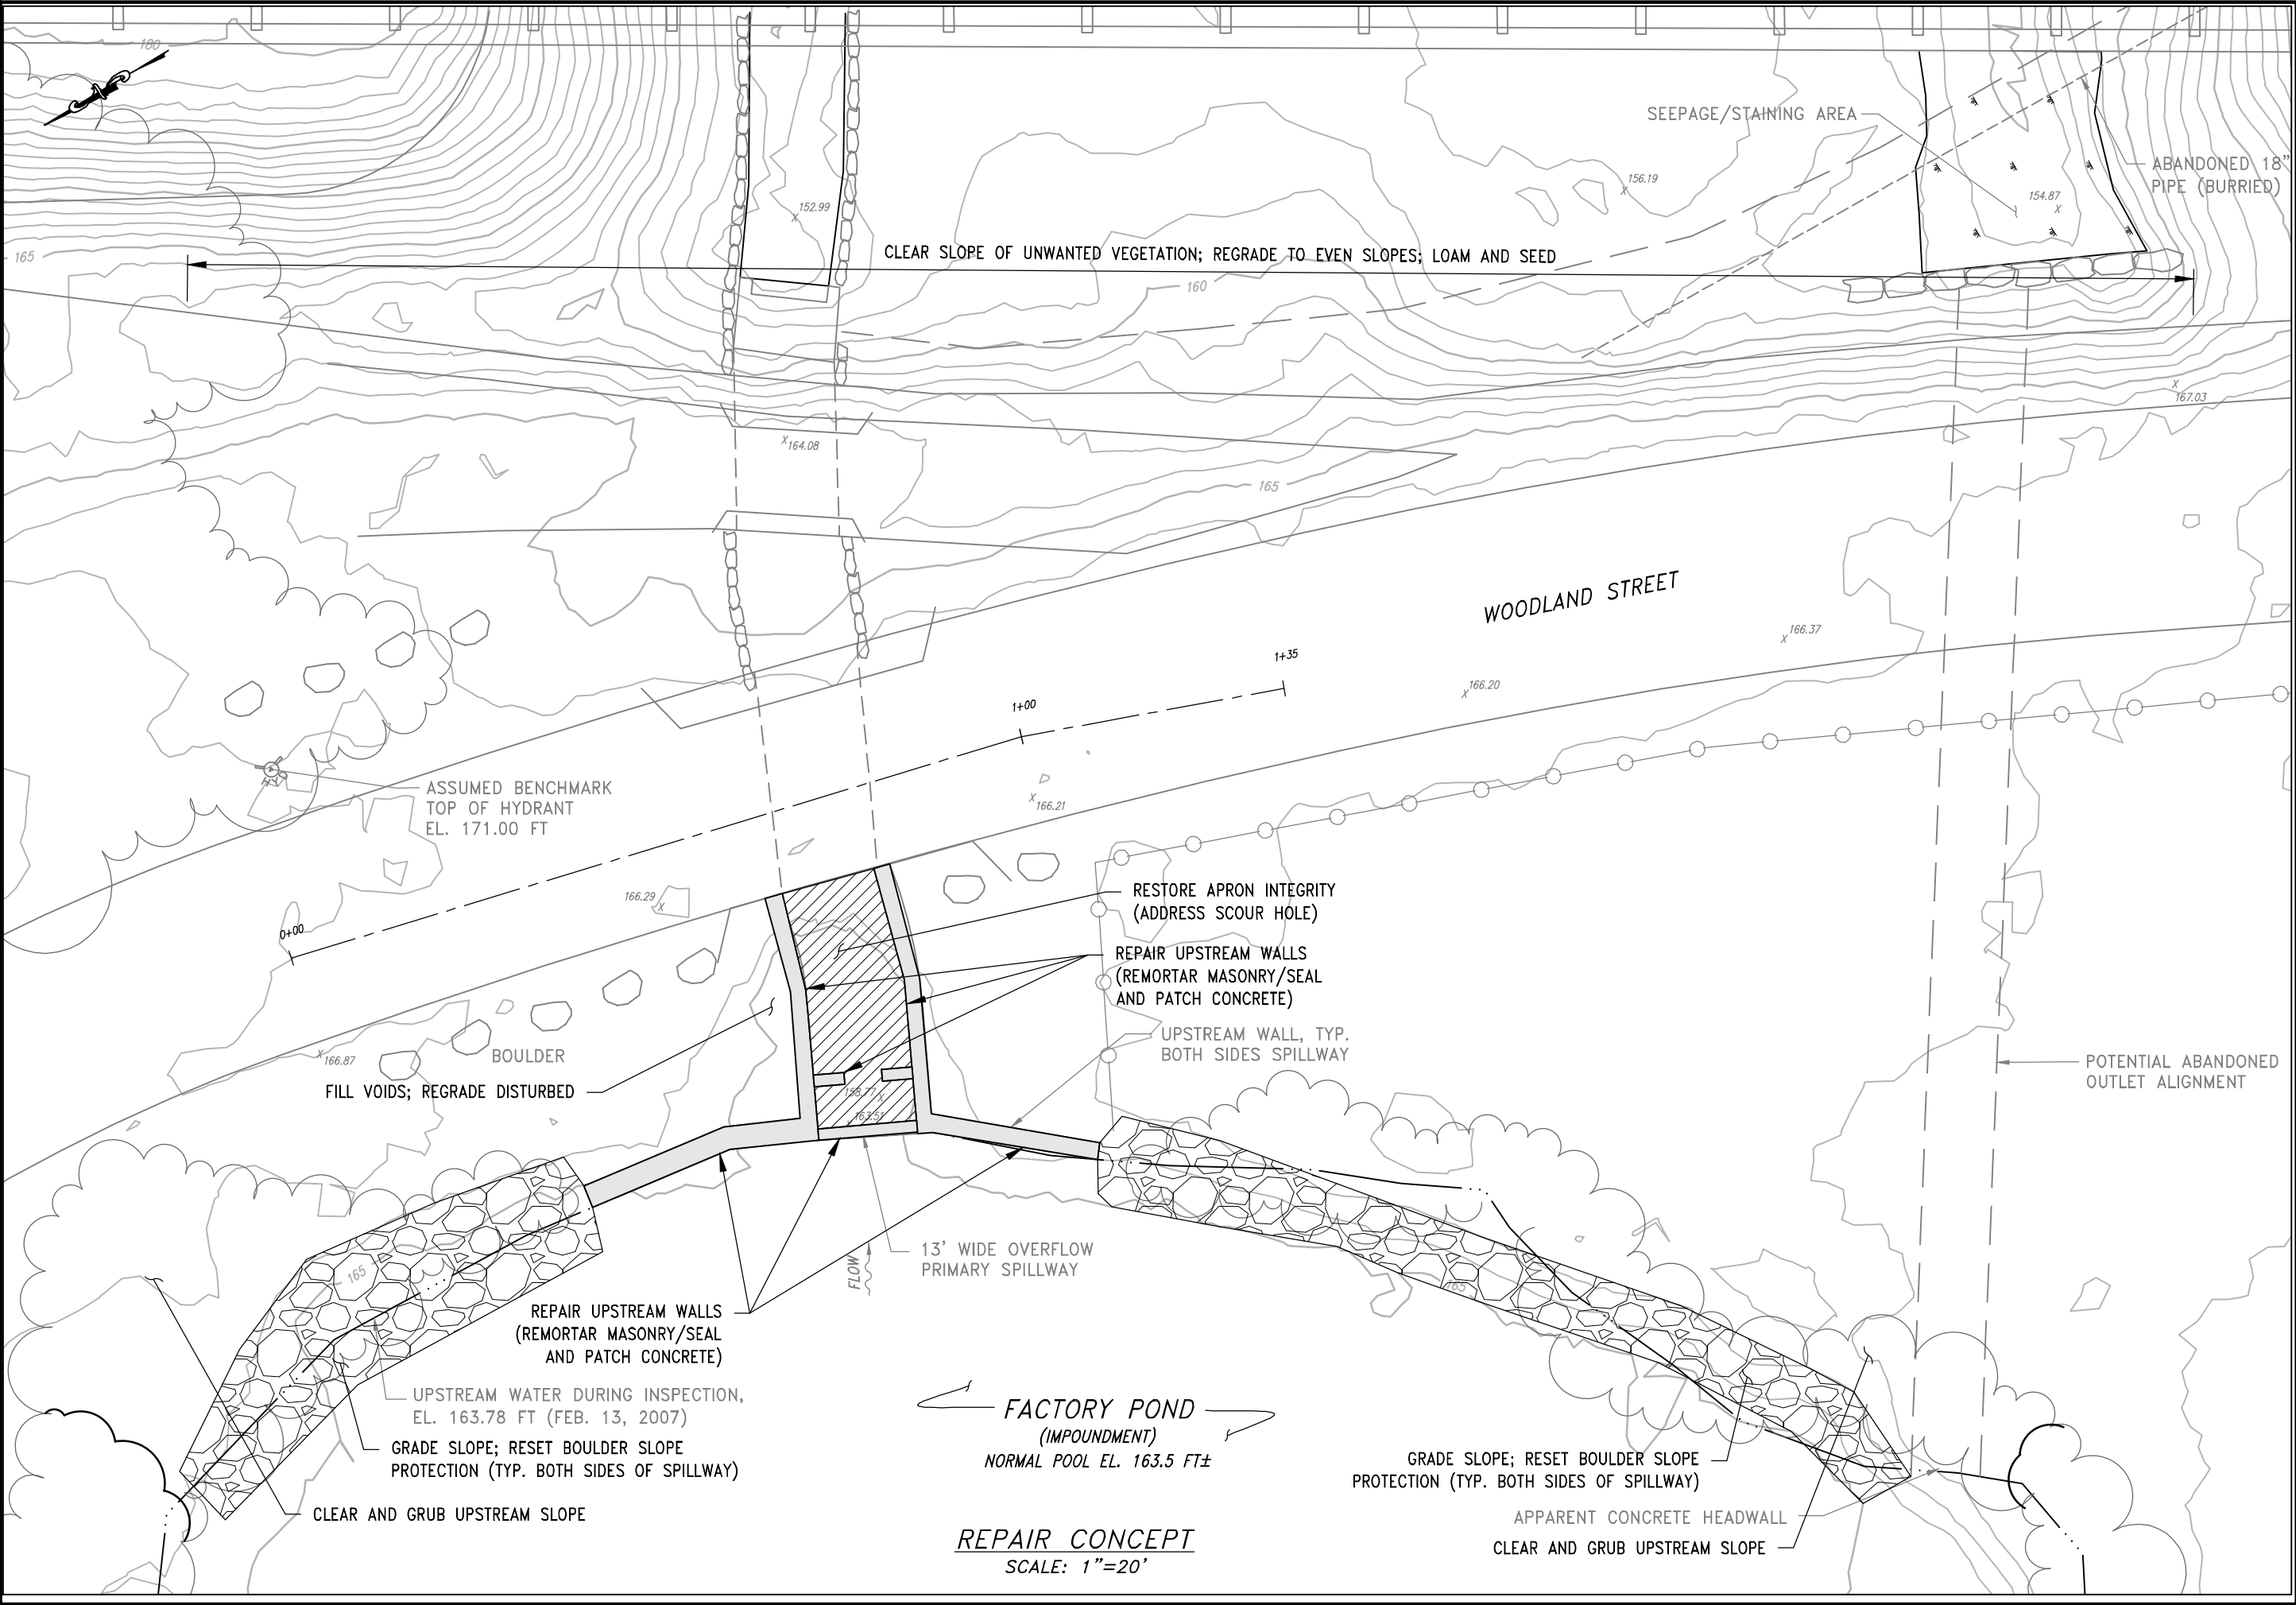 180
SEEPAGE/STAINING AREA
ABANDONED 18"
PIPE (BURRIED)
156.19
154.87
152.99
165
CLEAR SLOPE OF UNWANTED VEGETATION; REGRADE TO EVEN SLOPES; LOAM AND SEED
160
167.03
164.08
165
WOODLAND STREET
166.37
1+35
166.20
1+00
ASSUMED BENCHMARK
TOP OF HYDRANT
EL. 171.00 FT
HYD
166.21
166.29
0+00
RESTORE APRON INTEGRITY
(ADDRESS SCOUR HOLE)
REPAIR UPSTREAM WALLS
(REMORTAR MASONRY/SEAL
AND PATCH CONCRETE)
UPSTREAM WALL, TYP.
BOTH SIDES SPILLWAY
BOULDER
166.87
FILL VOIDS; REGRADE DISTURBED
158.77
163.51
POTENTIAL ABANDONED
OUTLET ALIGNMENT
13' WIDE OVERFLOW
PRIMARY SPILLWAY
FLOW
165
165
REPAIR UPSTREAM WALLS
(REMORTAR MASONRY/SEAL
AND PATCH CONCRETE)
UPSTREAM WATER DURING INSPECTION,
EL. 163.78 FT (FEB. 13, 2007)
GRADE SLOPE; RESET BOULDER SLOPE
PROTECTION (TYP. BOTH SIDES OF SPILLWAY)
CLEAR AND GRUB UPSTREAM SLOPE
FACTORY POND
(IMPOUNDMENT)
NORMAL POOL EL. 163.5 FT±
GRADE SLOPE; RESET BOULDER SLOPE
PROTECTION (TYP. BOTH SIDES OF SPILLWAY)
APPARENT CONCRETE HEADWALL
CLEAR AND GRUB UPSTREAM SLOPE
REPAIR CONCEPT
SCALE: 1"=20'